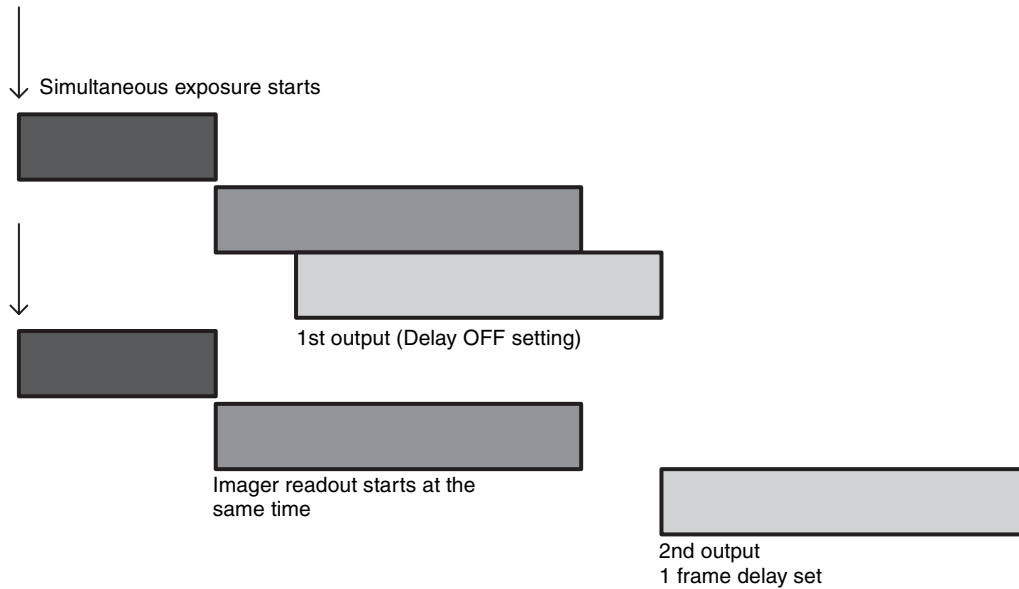 Simultaneous exposure starts
1st output (Delay OFF setting)
Imager readout starts at the
same time
2nd output
1 frame delay set